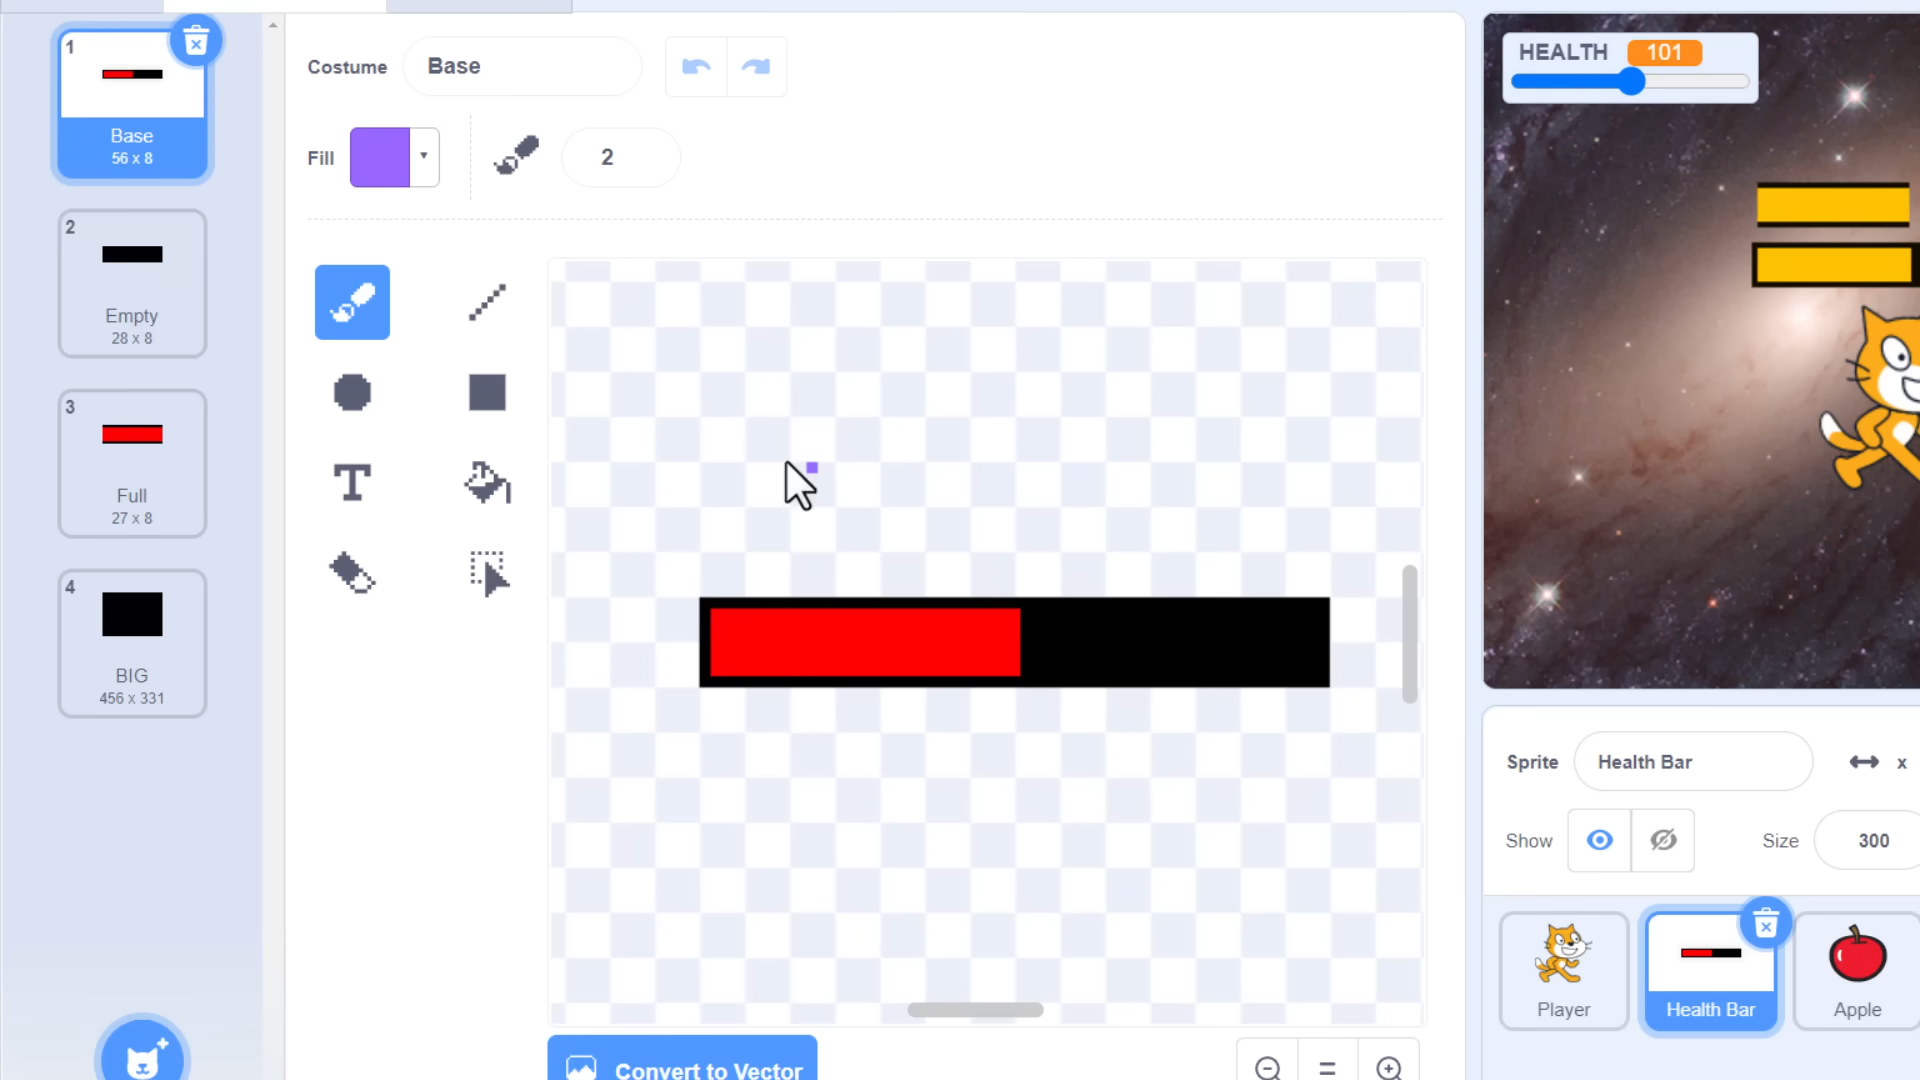 1
Base
56 x 8
2
Empty
28 x 8
3
Full
27 x 8
4
BIG
456 x 331
Costume
Base
Fill
2
T
Convert to Vector
HEALTH 101
Sprite
Health Bar
x
Show
Size
300
Player
Health Bar
Apple